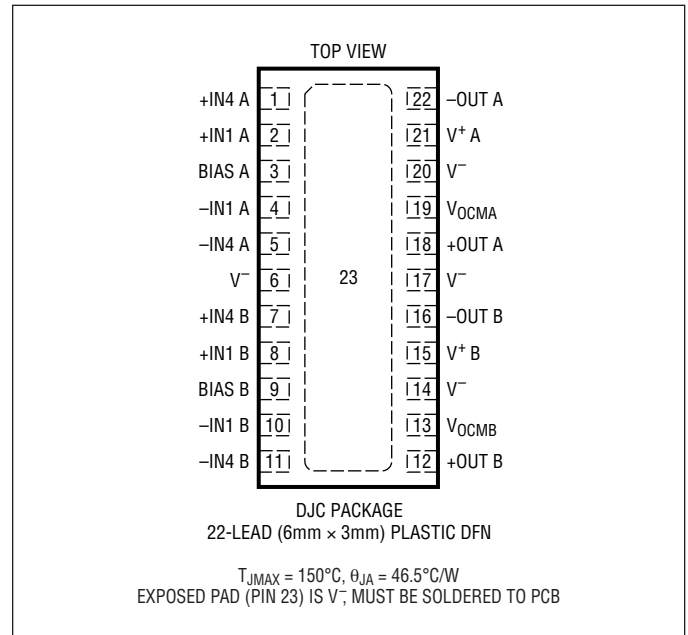 TOP VIEW
+IN4 A 1 22 –OUT A
+IN1 A 2 21 V+ A
BIAS A 3 20 V–
–IN1 A 4 19 VOCMA
–IN4 A 5 18 +OUT A
V– 6 23 17 V–
+IN4 B 7 16 –OUT B
+IN1 B 8 15 V+ B
BIAS B 9 14 V–
–IN1 B 10 13 VOCMB
–IN4 B 11 12 +OUT B
DJC PACKAGE
22-LEAD (6mm × 3mm) PLASTIC DFN
TJMAX = 150°C, θJA = 46.5°C/W
EXPOSED PAD (PIN 23) IS V–, MUST BE SOLDERED TO PCB